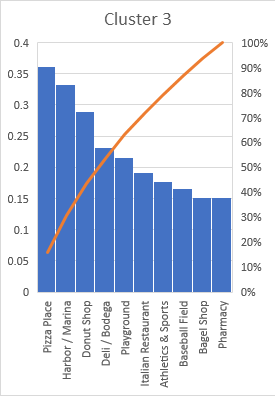 Cluster 3
0.4
0.35
0.3
0.25
0.2
0.15
0.1
0.05
0
100%
90%
80%
70%
60%
50%
40%
30%
20%
10%
0%
Pizza Place
Harbor / Marina
Donut Shop
Deli / Bodega
Playground
Italian Restaurant
Athletics & Sports
Baseball Field
Bagel Shop
Pharmacy